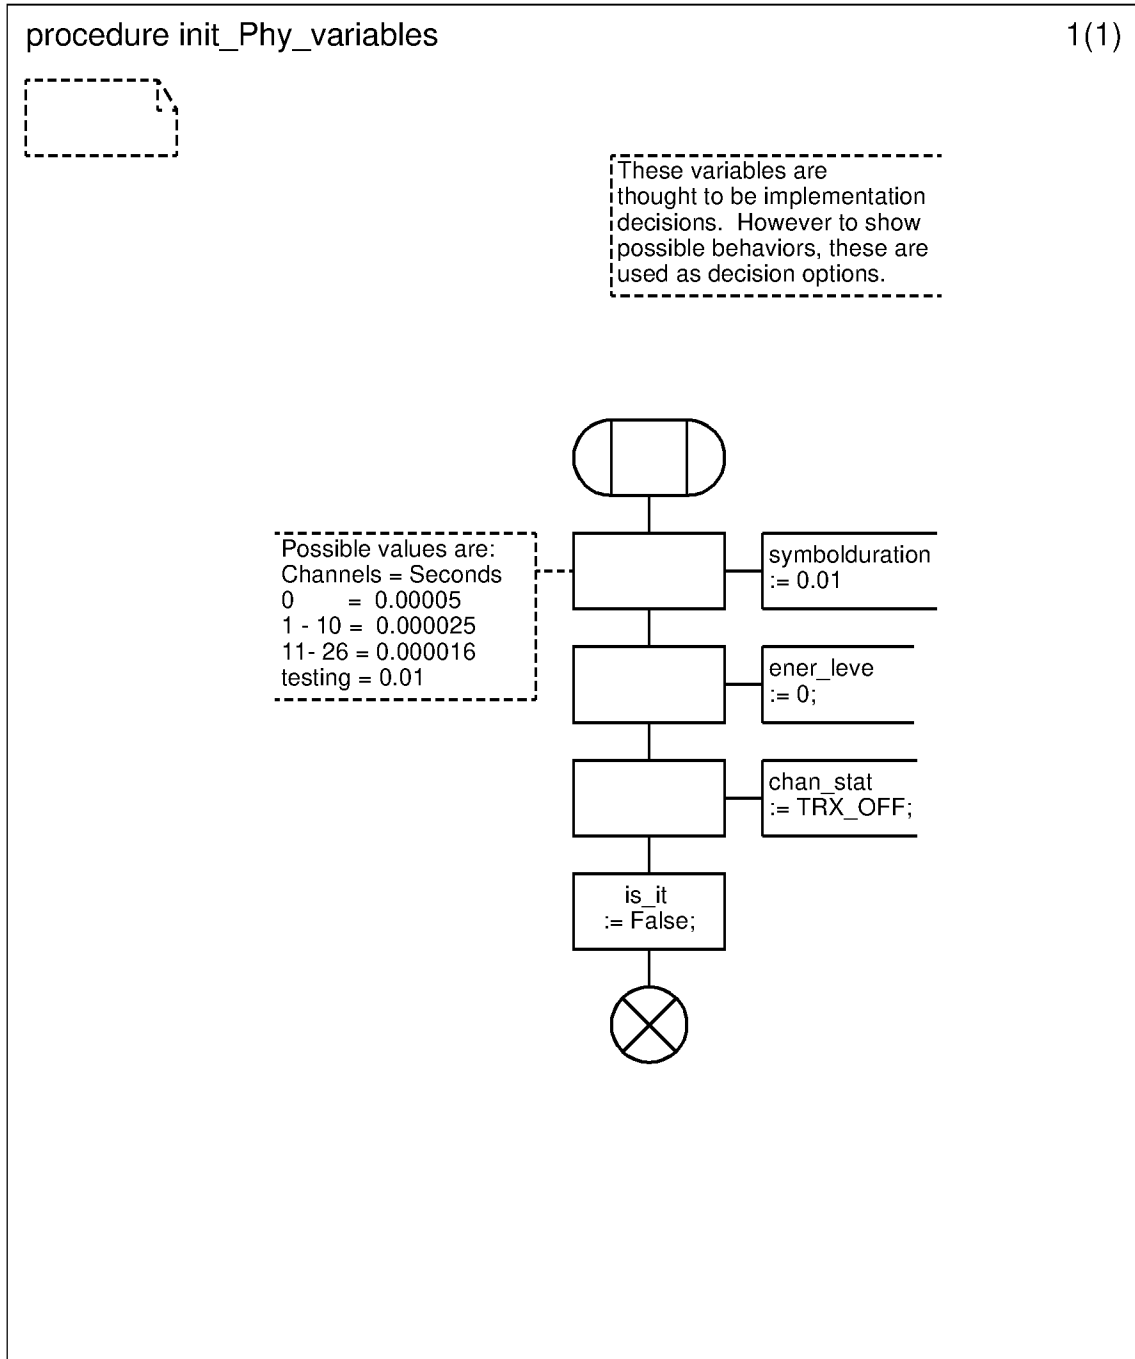 procedure init_Phy_variables
1(1)
These variables are
thought to be implementation
decisions.  However to show
possible behaviors, these are
used as decision options.
Possible values are:
Channels = Seconds
0        =  0.00005
1 - 10 =  0.000025
11- 26 = 0.000016
testing = 0.01
symbolduration
:= 0.01
ener_leve
:= 0;
chan_stat
:= TRX_OFF;
is_it
:= False;